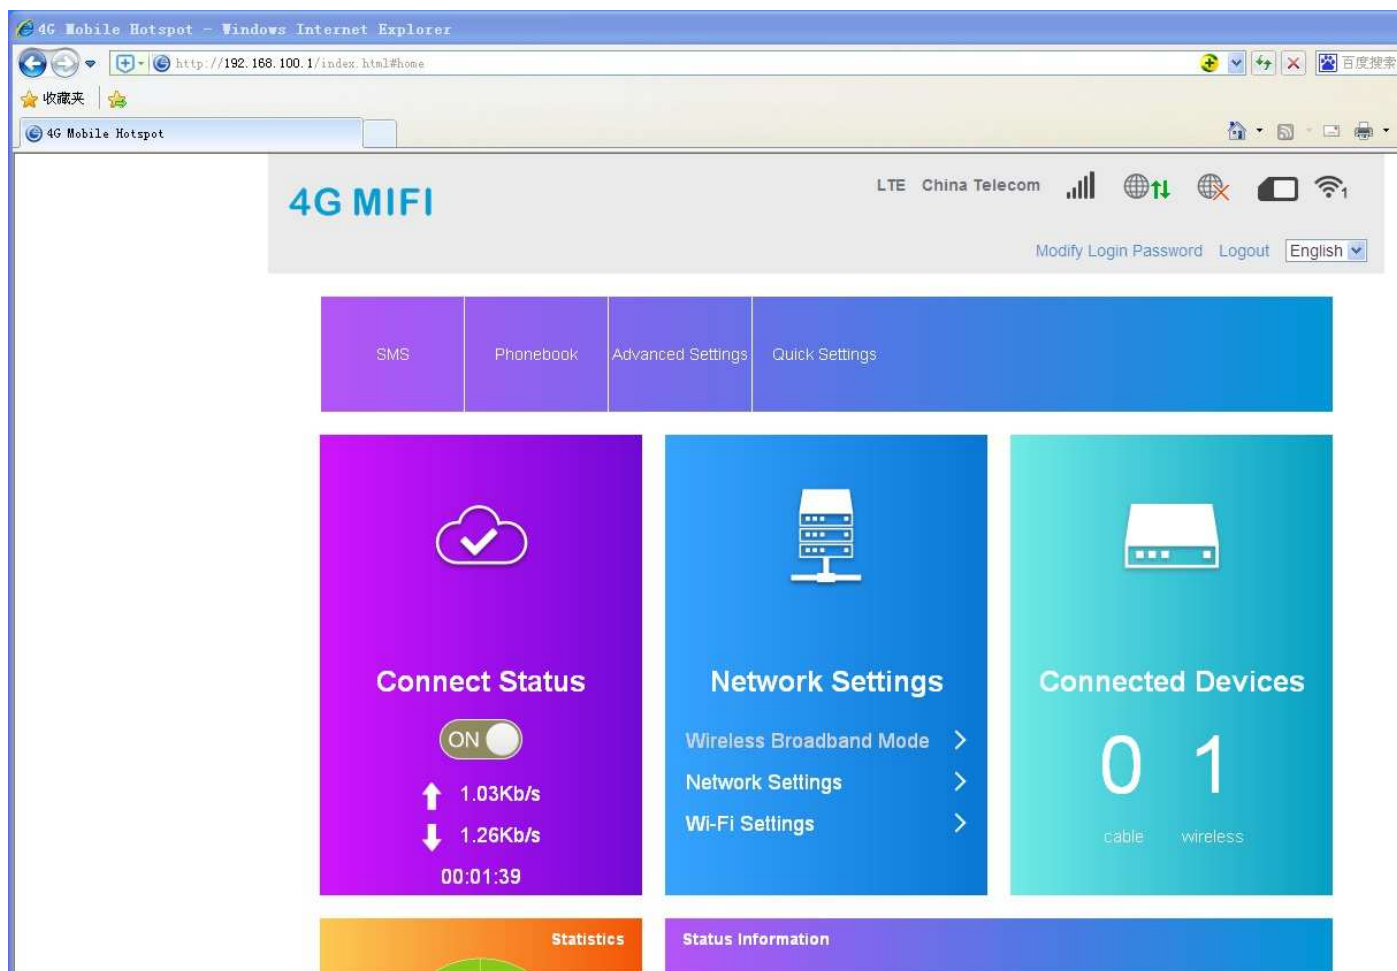 4G Mobile Hotspot - Windows Internet Explorer
http://192.168.100.1/index.html#home
百度搜索
收藏夹
4G Mobile Hotspot
4G MIFI
LTE China Telecom
1
Modify Login Password Logout English
SMS Phonebook Advanced Settings Quick Settings
Connect Status
ON
1.03Kb/s
1.26Kb/s
00:01:39
Network Settings
Wireless Broadband Mode
Network Settings
Wi-Fi Settings
Connected Devices
0 1
cable wireless
Statistics
Status Information